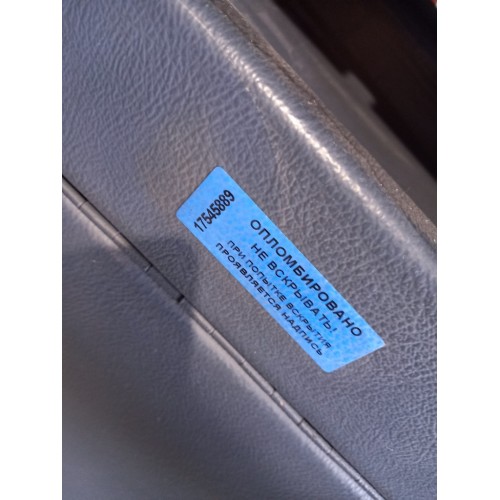 17545889
ОПЛОМБИРОВАНО
НЕ ВСКРЫВАТЬ!
ПРИ ПОПЫТКЕ ВСКРЫТИЯ
ПРОЯВЛЯЕТСЯ НАДПИСЬ